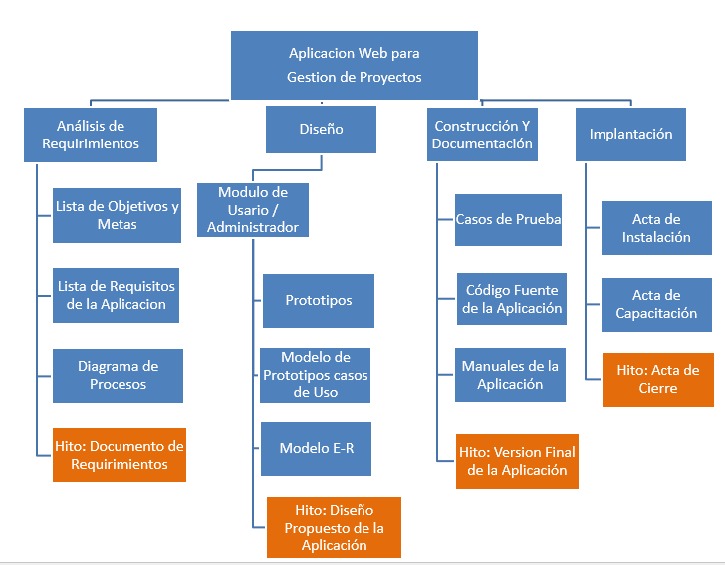 Aplicacion Web para
Gestion de Proyectos
Análisis de
Requirimientos
Lista de Objetivos y
Metas
Lista de Requisitos
de la Aplicacion
Diagrama de
Procesos
Hito: Documento de
Requirimientos
Diseño
Modulo de
Usario /
Administrador
Prototipos
Modelo de
Prototipos casos
de Uso
Modelo E-R
Hito: Diseño
Propuesto de la
Aplicación
Construcción Y
Documentación
Casos de Prueba
Código Fuente
de la Aplicación
Manuales de la
Aplicación
Hito: Version Final
de la Aplicación
Implantación
Acta de
Instalación
Acta de
Capacitación
Hito: Acta de
Cierre